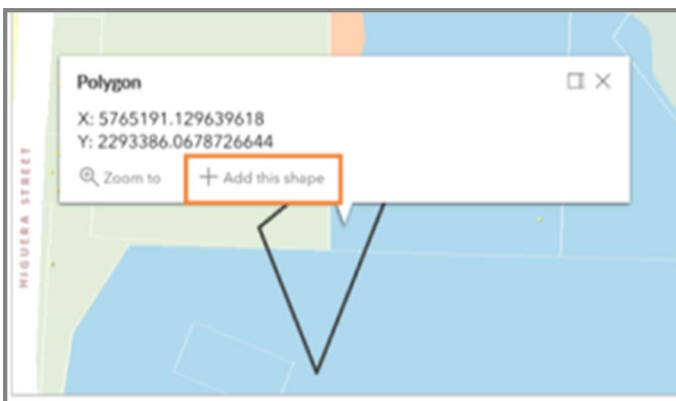 Polygon
X: 5765191.129639618
Y: 2293386.0678726644
Zoom to
Add this shape
HIGUERA STREET